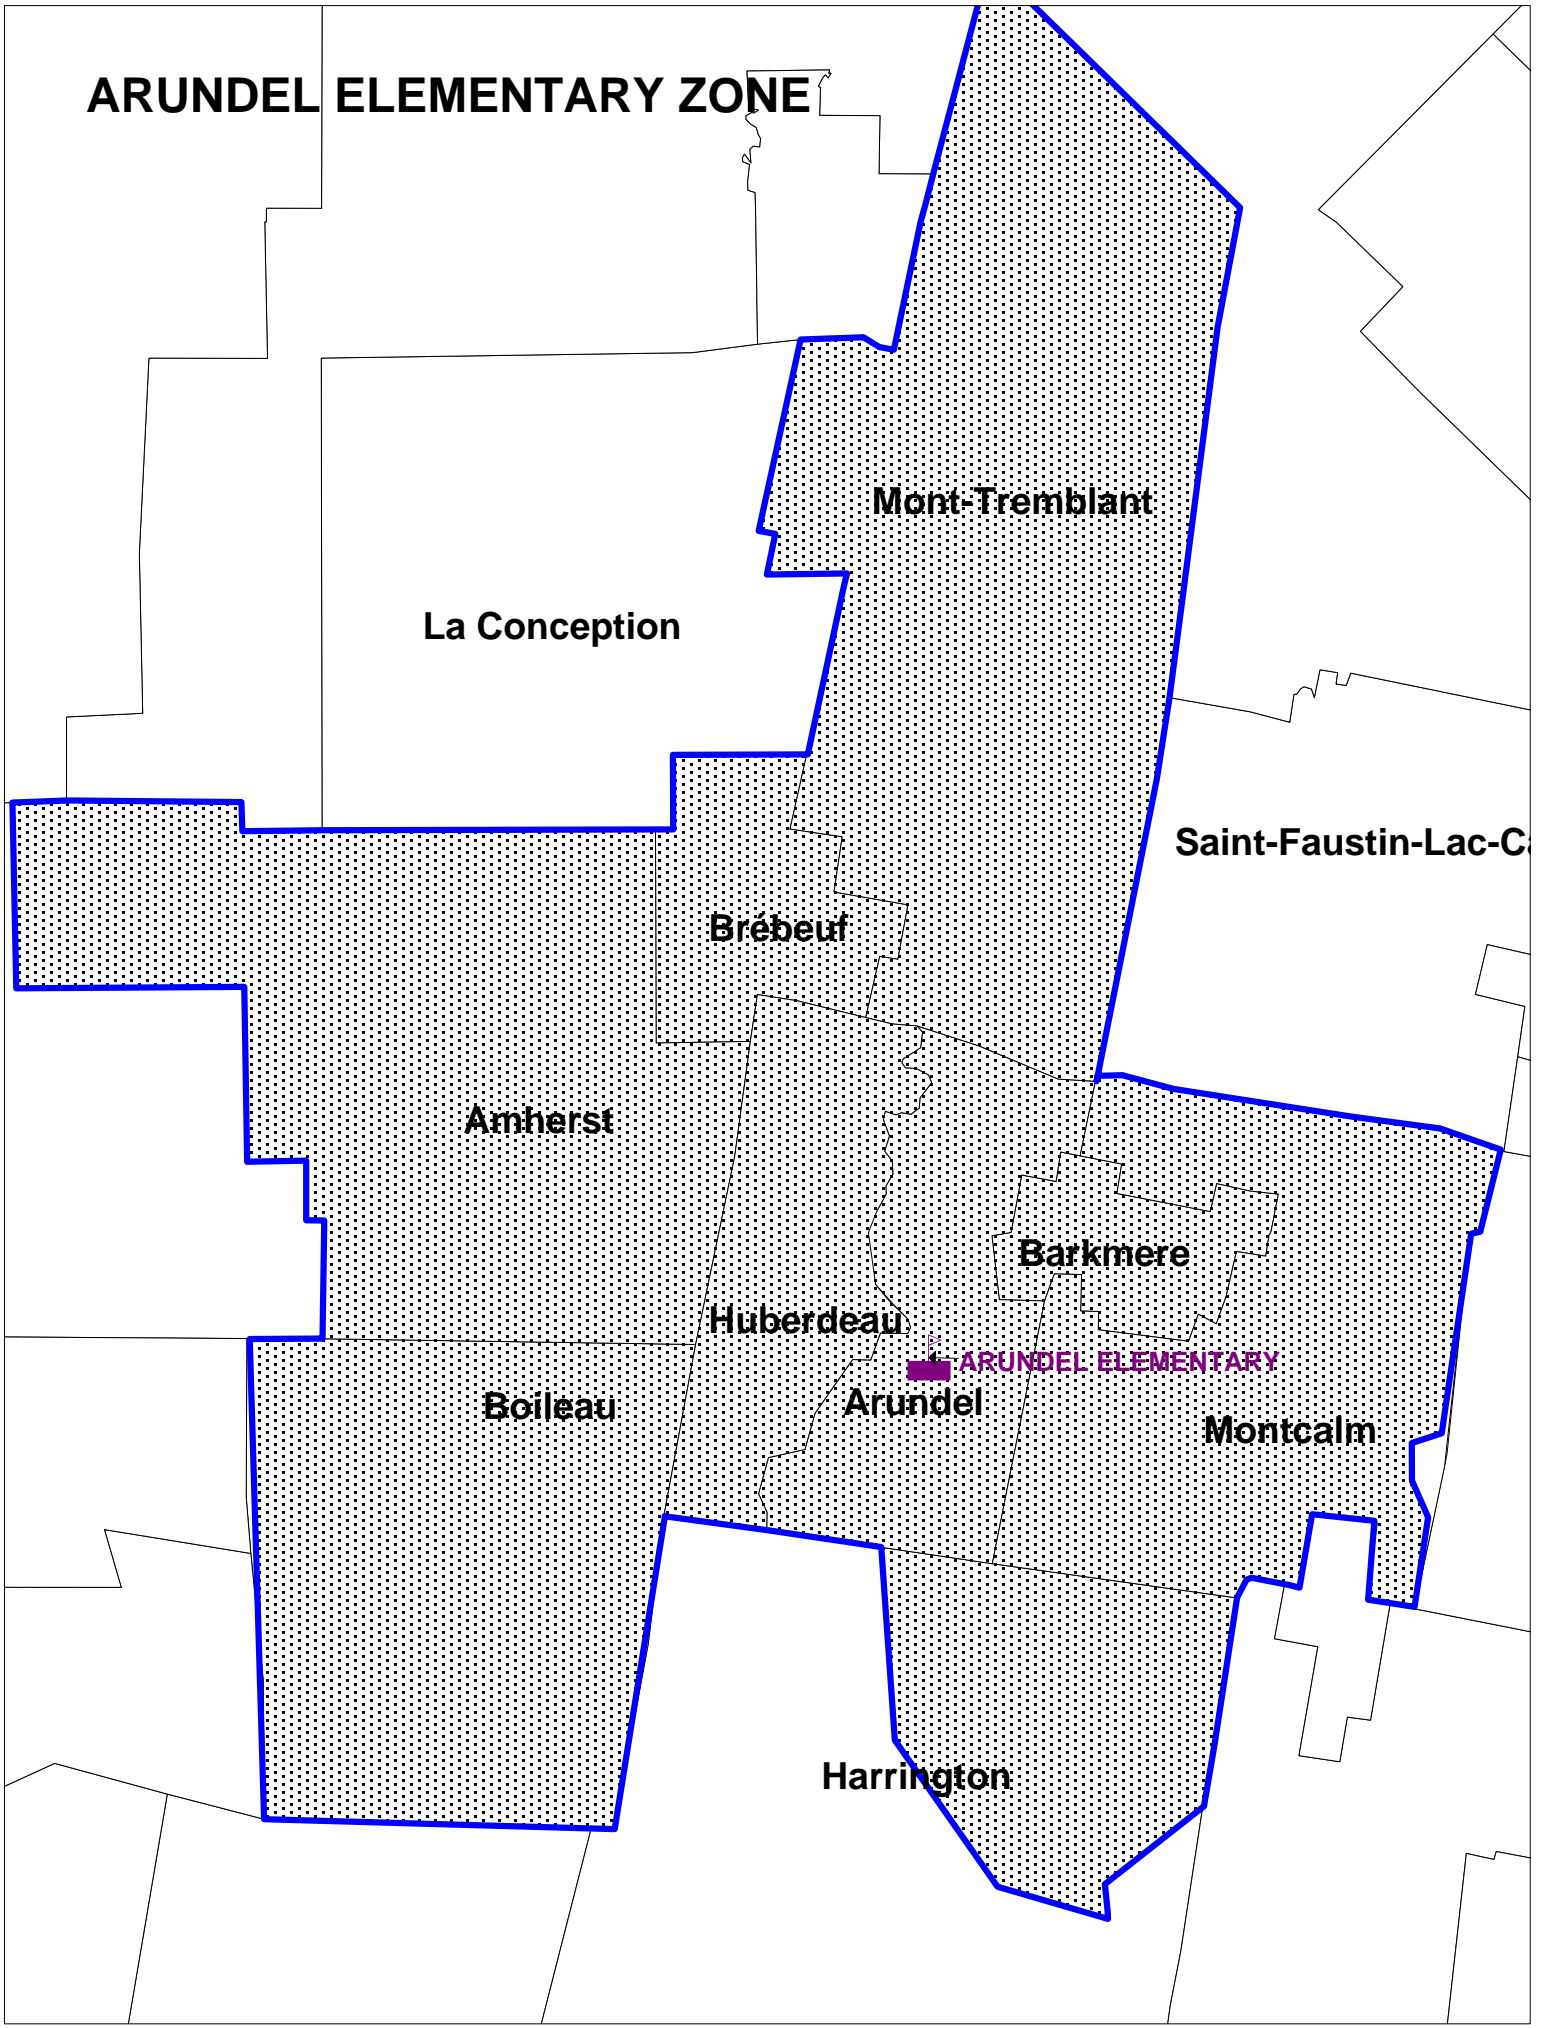 ARUNDEL ELEMENTARY ZONE
Mont-Tremblant
La Conception
Saint-Faustin-Lac-Ca
Brébeuf
Amherst
Barkmere
Huberdeau
ARUNDEL ELEMENTARY
Arundel
Boileau
Montcalm
Harrington